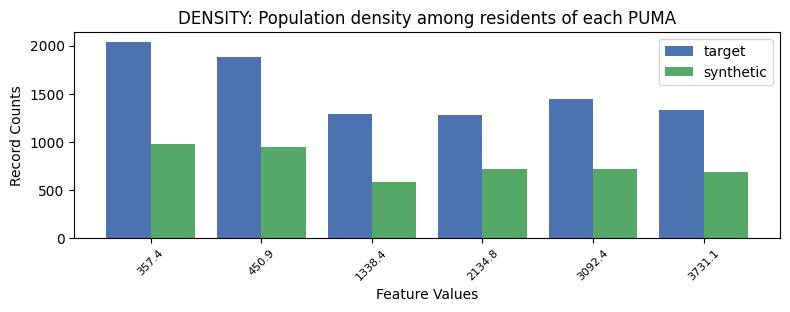 DENSITY: Population density among residents of each PUMA
target
synthetic
Record Counts
2000
1500
1000
500
0
357.4
450.9
1338.4
2134.8
3092.4
3731.1
Feature Values